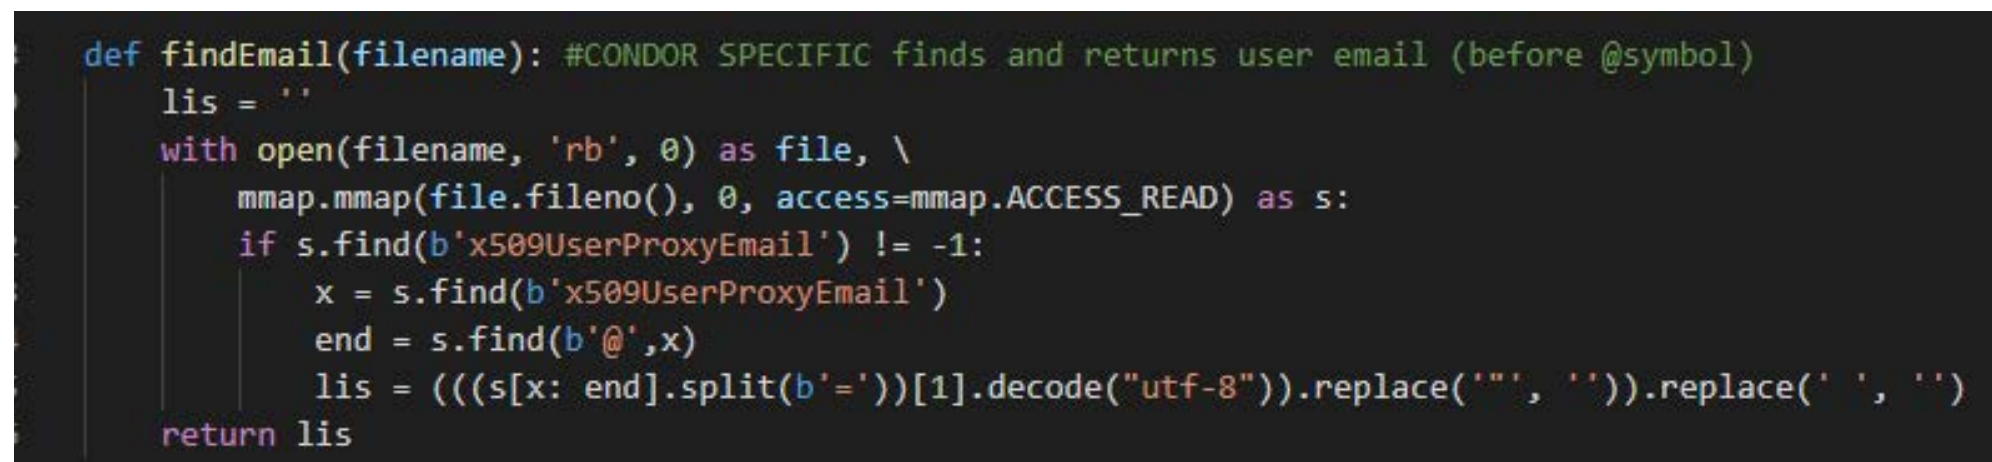 def findEmail(filename): #CONDOR SPECIFIC finds and returns user email (before @symbol)
lis = ''
with open(filename, 'rb', 0) as file, \
mmap.mmap(file.fileno(), 0, access=mmap.ACCESS_READ) as s:
if s.find(b'x509UserProxyEmail') != -1:
x = s.find(b'x509UserProxyEmail')
end = s.find(b'@',x)
lis = (((s[x: end].split(b'='))[1].decode("utf-8")).replace('"', '')).replace(' ', '')
return lis